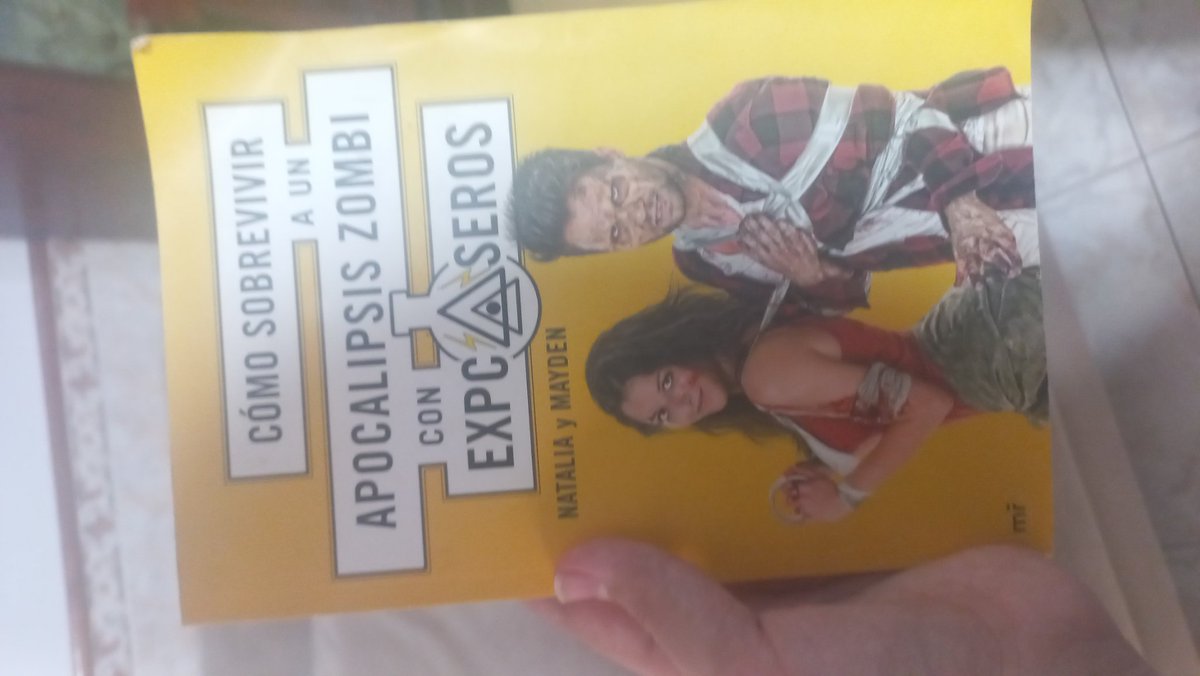 CÓMO SOBREVIVIR
A UN
APOCALIPSIS ZOMBI
CON
EXPCASEROS
NATALIA y MAYDEN
mr